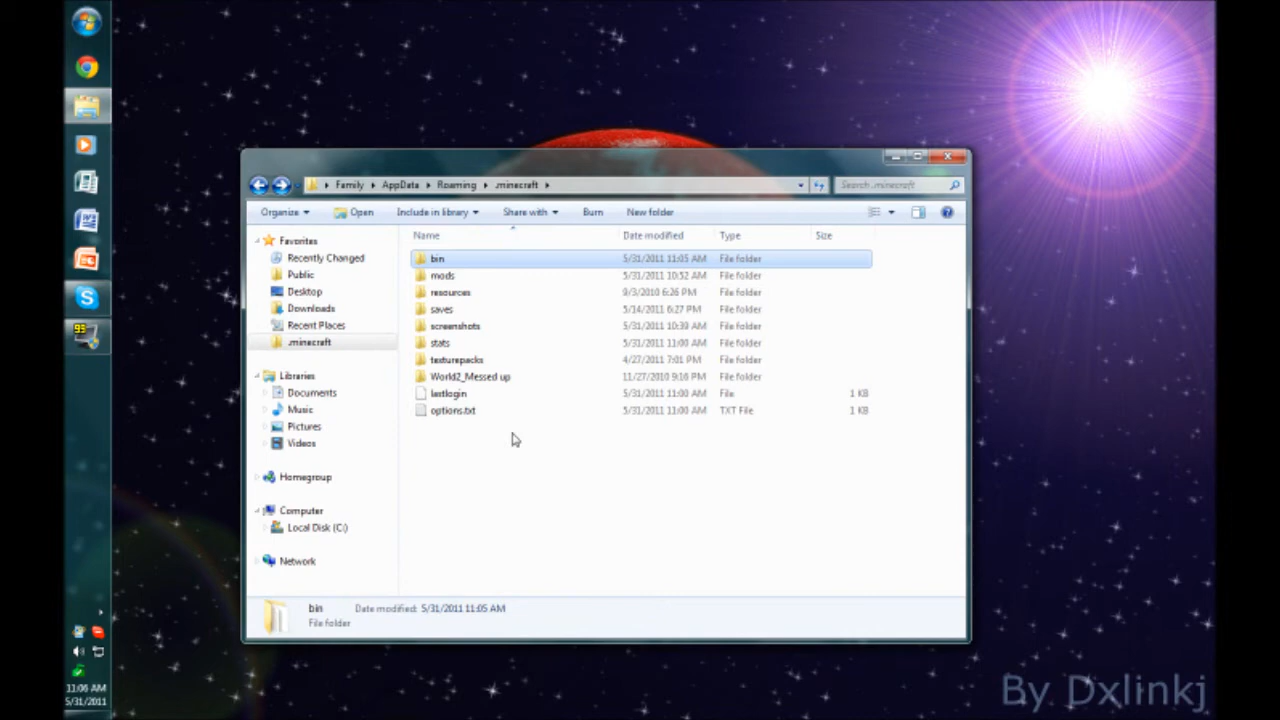 Family AppData Roaming .minecraft Search .minecraft
Organize Open Include in library Share with Burn New folder
Name Date modified Type Size
Favorites
Recently Changed
Public
Desktop
Downloads
Recent Places
.minecraft
Libraries
Documents
Music
Pictures
Videos
Homegroup
Computer
Local Disk (C:)
Network
bin 5/31/2011 11:05 AM File folder
mods 5/31/2011 10:52 AM File folder
resources 9/3/2010 6:26 PM File folder
saves 5/14/2011 6:27 PM File folder
screenshots 5/31/2011 10:39 AM File folder
stats 5/31/2011 11:00 AM File folder
texturepacks 4/27/2011 7:01 PM File folder
World2_Messed up 11/27/2010 9:16 PM File folder
lastlogin 5/31/2011 11:00 AM File 1 KB
options.txt 5/31/2011 11:00 AM TXT File 1 KB
bin Date modified: 5/31/2011 11:05 AM
File folder
99
11:06 AM
5/31/2011
By Dxlinkj